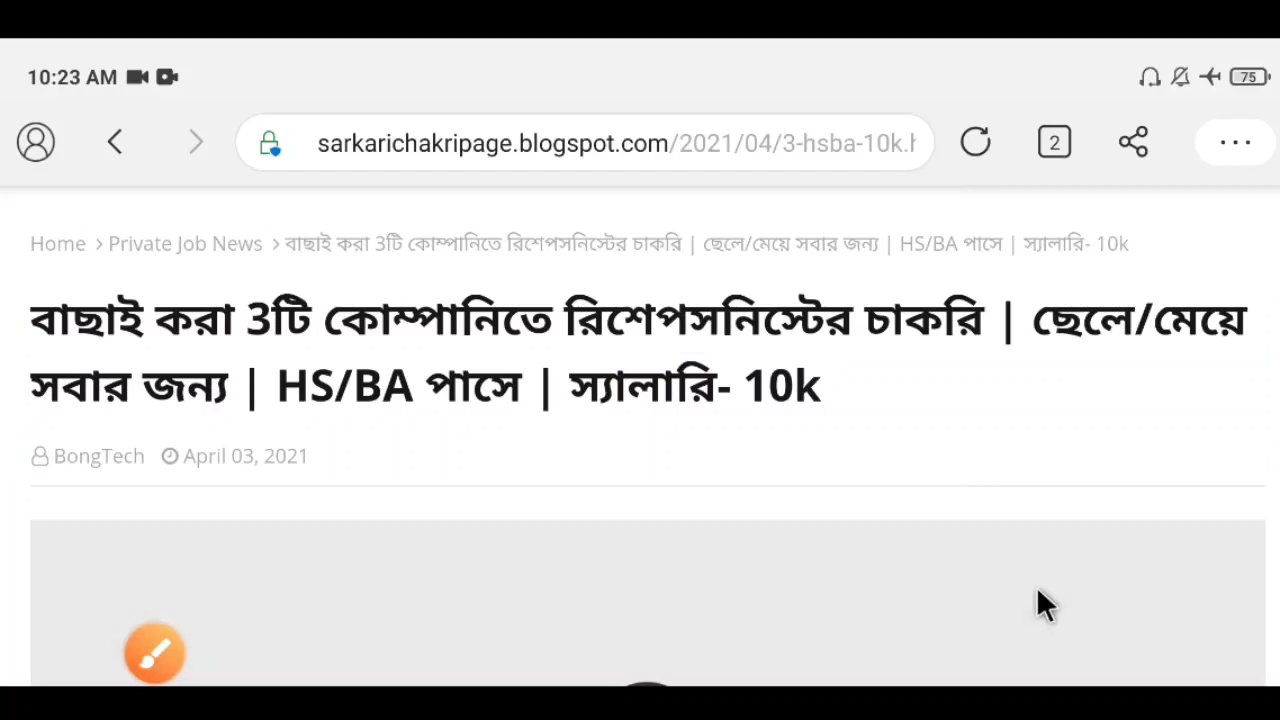 10:23 AM
75
sarkarichakripage.blogspot.com/2021/04/3-hsba-10k.h
2
Home > Private Job News > বাছাই করা 3টি কোম্পানিতে রিশেপসনিস্টের চাকরি | ছেলে/মেয়ে সবার জন্য | HS/BA পাসে | স্যালারি- 10k
বাছাই করা 3টি কোম্পানিতে রিশেপসনিস্টের চাকরি | ছেলে/মেয়ে
সবার জন্য | HS/BA পাসে | স্যালারি- 10k
BongTech April 03, 2021